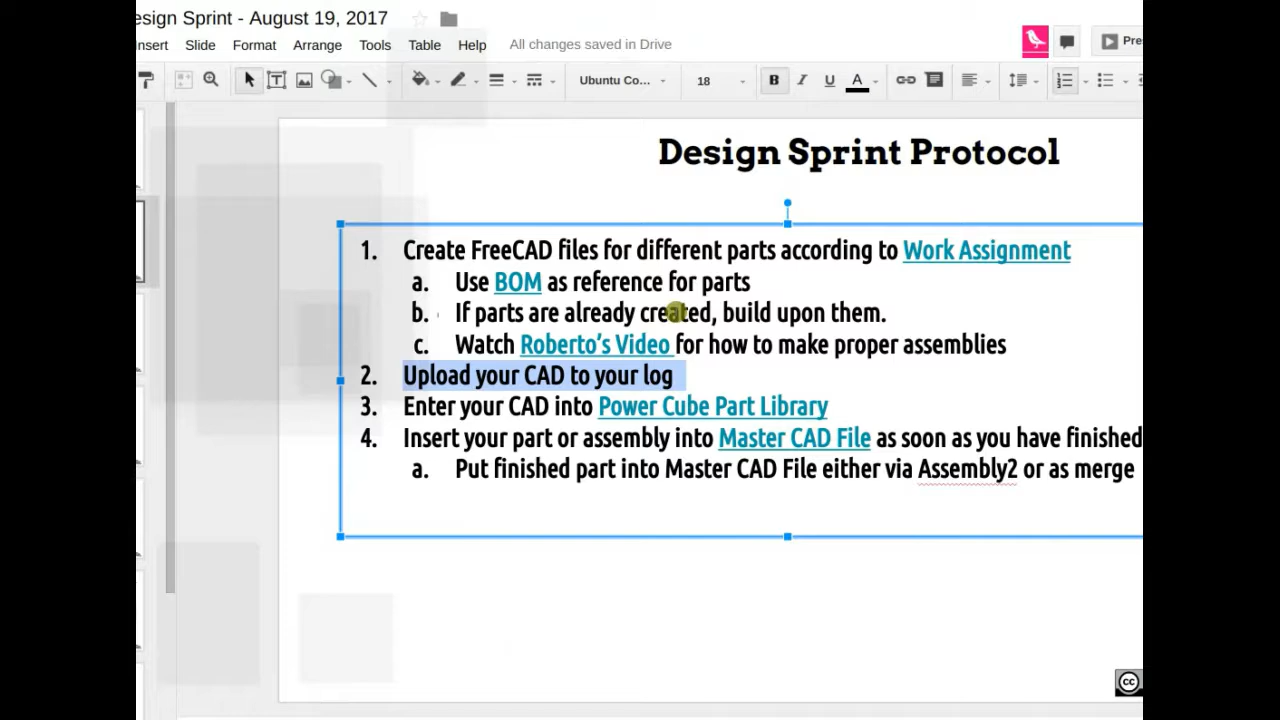 esign Sprint - August 19, 2017
nsert Slide Format Arrange Tools Table Help All changes saved in Drive
Pre
Ubuntu Co... 18 B I U A
Design Sprint Protocol
1. Create FreeCAD files for different parts according to Work Assignment
a. Use BOM as reference for parts
b. If parts are already created, build upon them.
c. Watch Roberto's Video for how to make proper assemblies
2. Upload your CAD to your log
3. Enter your CAD into Power Cube Part Library
4. Insert your part or assembly into Master CAD File as soon as you have finished
a. Put finished part into Master CAD File either via Assembly2 or as merge
cc